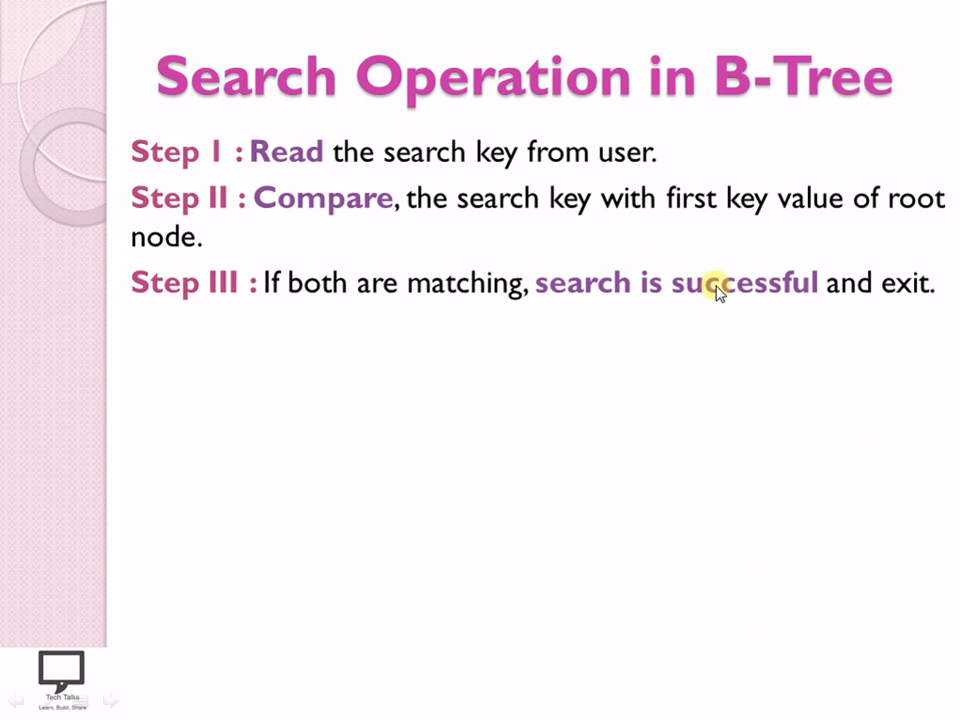 Search Operation in B-Tree
Step 1 : Read the search key from user.
Step II : Compare, the search key with first key value of root
node.
Step III : If both are matching, search is successful and exit.
Tech Talks
Learn, Build, Share